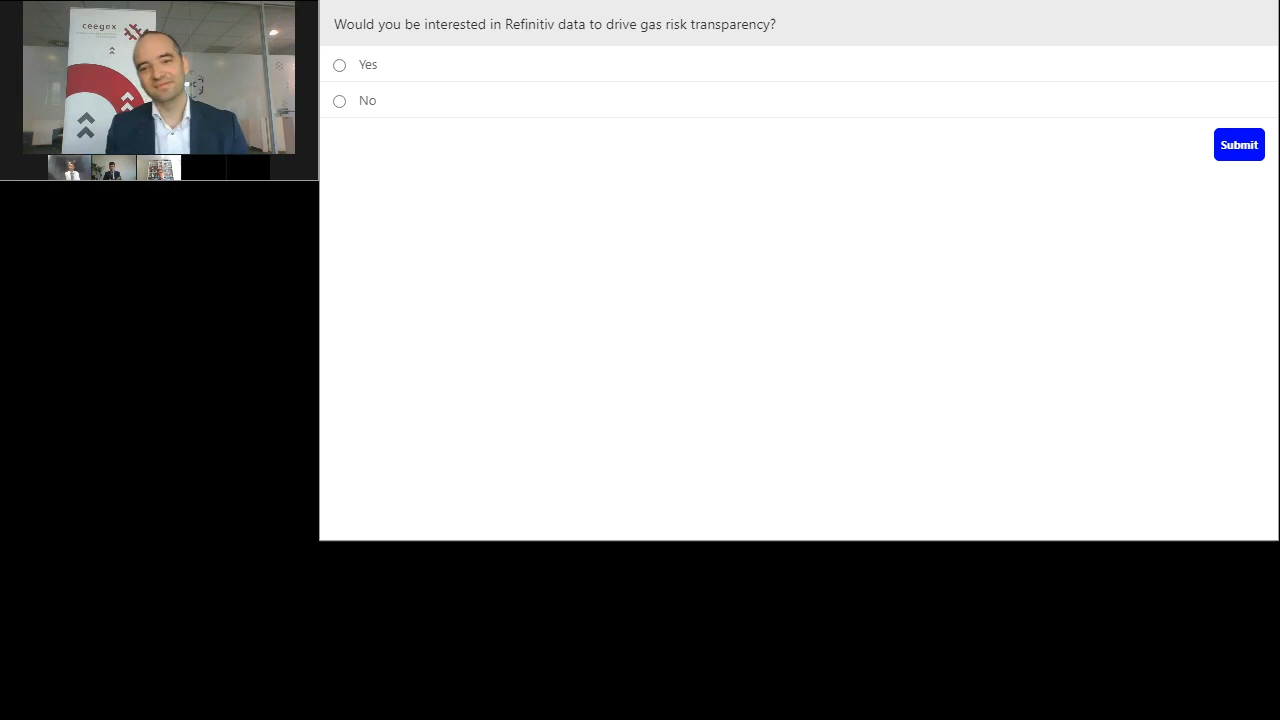 ceegex
Would you be interested in Refinitiv data to drive gas risk transparency?
Yes
No
Submit